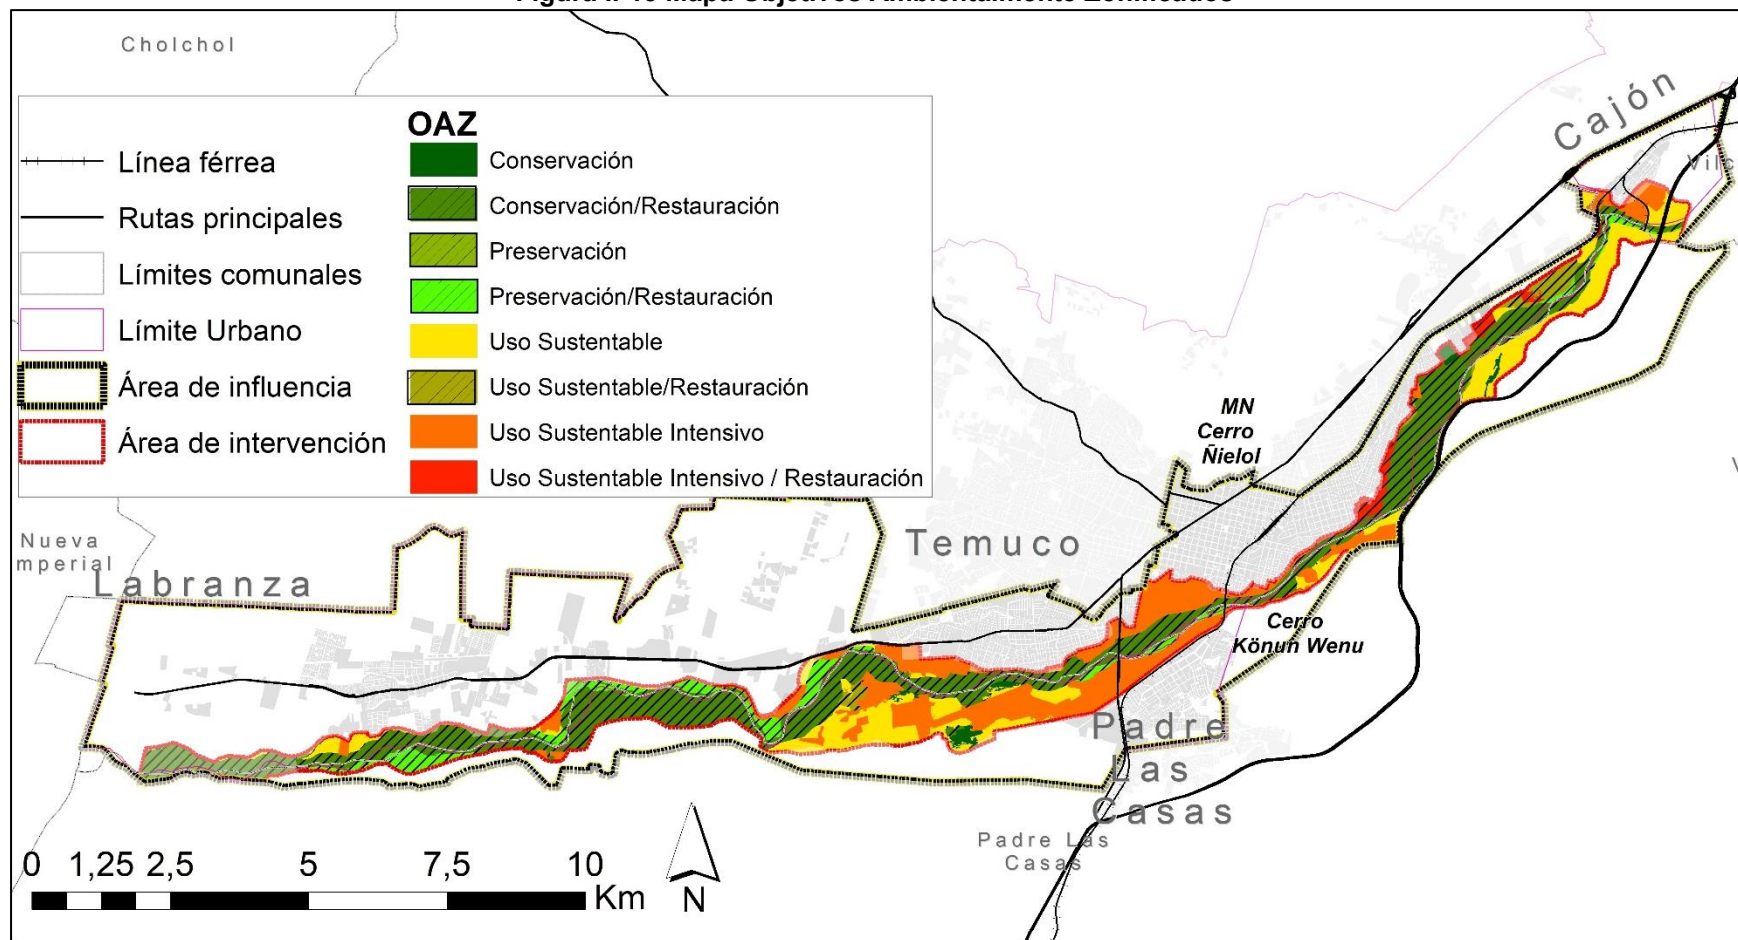 Cholchol
Línea férrea
Rutas principales
Límites comunales
Límite Urbano
Área de influencia
Área de intervención
OAZ
Conservación
Conservación/Restauración
Preservación
Preservación/Restauración
Uso Sustentable
Uso Sustentable/Restauración
Uso Sustentable Intensivo
Uso Sustentable Intensivo / Restauración
Cajón
Vilc
MN
Cerro
Ñielol
Temuco
Nueva
mperial
Labranza
Cerro
Könun Wenu
Padre
Las
Casas
Padre Las
Casas
0 1,25 2,5 5 7,5 10
Km
N